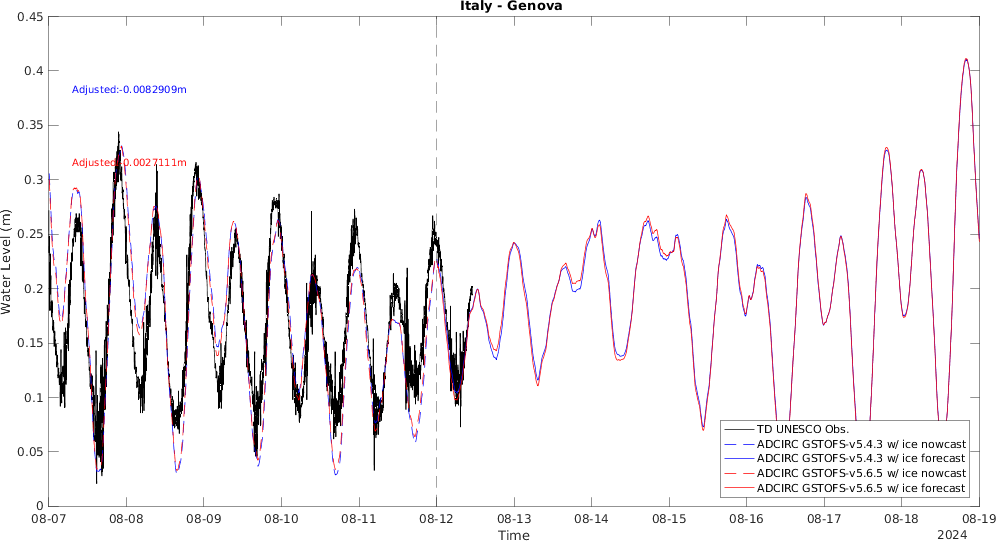 Italy - Genova
0.45
0.4
0.35
0.3
0.25
0.2
0.15
0.1
0.05
0
Water Level (m)
Adjusted:-0.0082909m
Adjusted:-0.0027111m
TD UNESCO Obs.
ADCIRC GSTOFS-v5.4.3 w/ ice nowcast
ADCIRC GSTOFS-v5.4.3 w/ ice forecast
ADCIRC GSTOFS-v5.6.5 w/ ice nowcast
ADCIRC GSTOFS-v5.6.5 w/ ice forecast
08-07 08-08 08-09 08-10 08-11 08-12 08-13 08-14 08-15 08-16 08-17 08-18 08-19
Time
2024